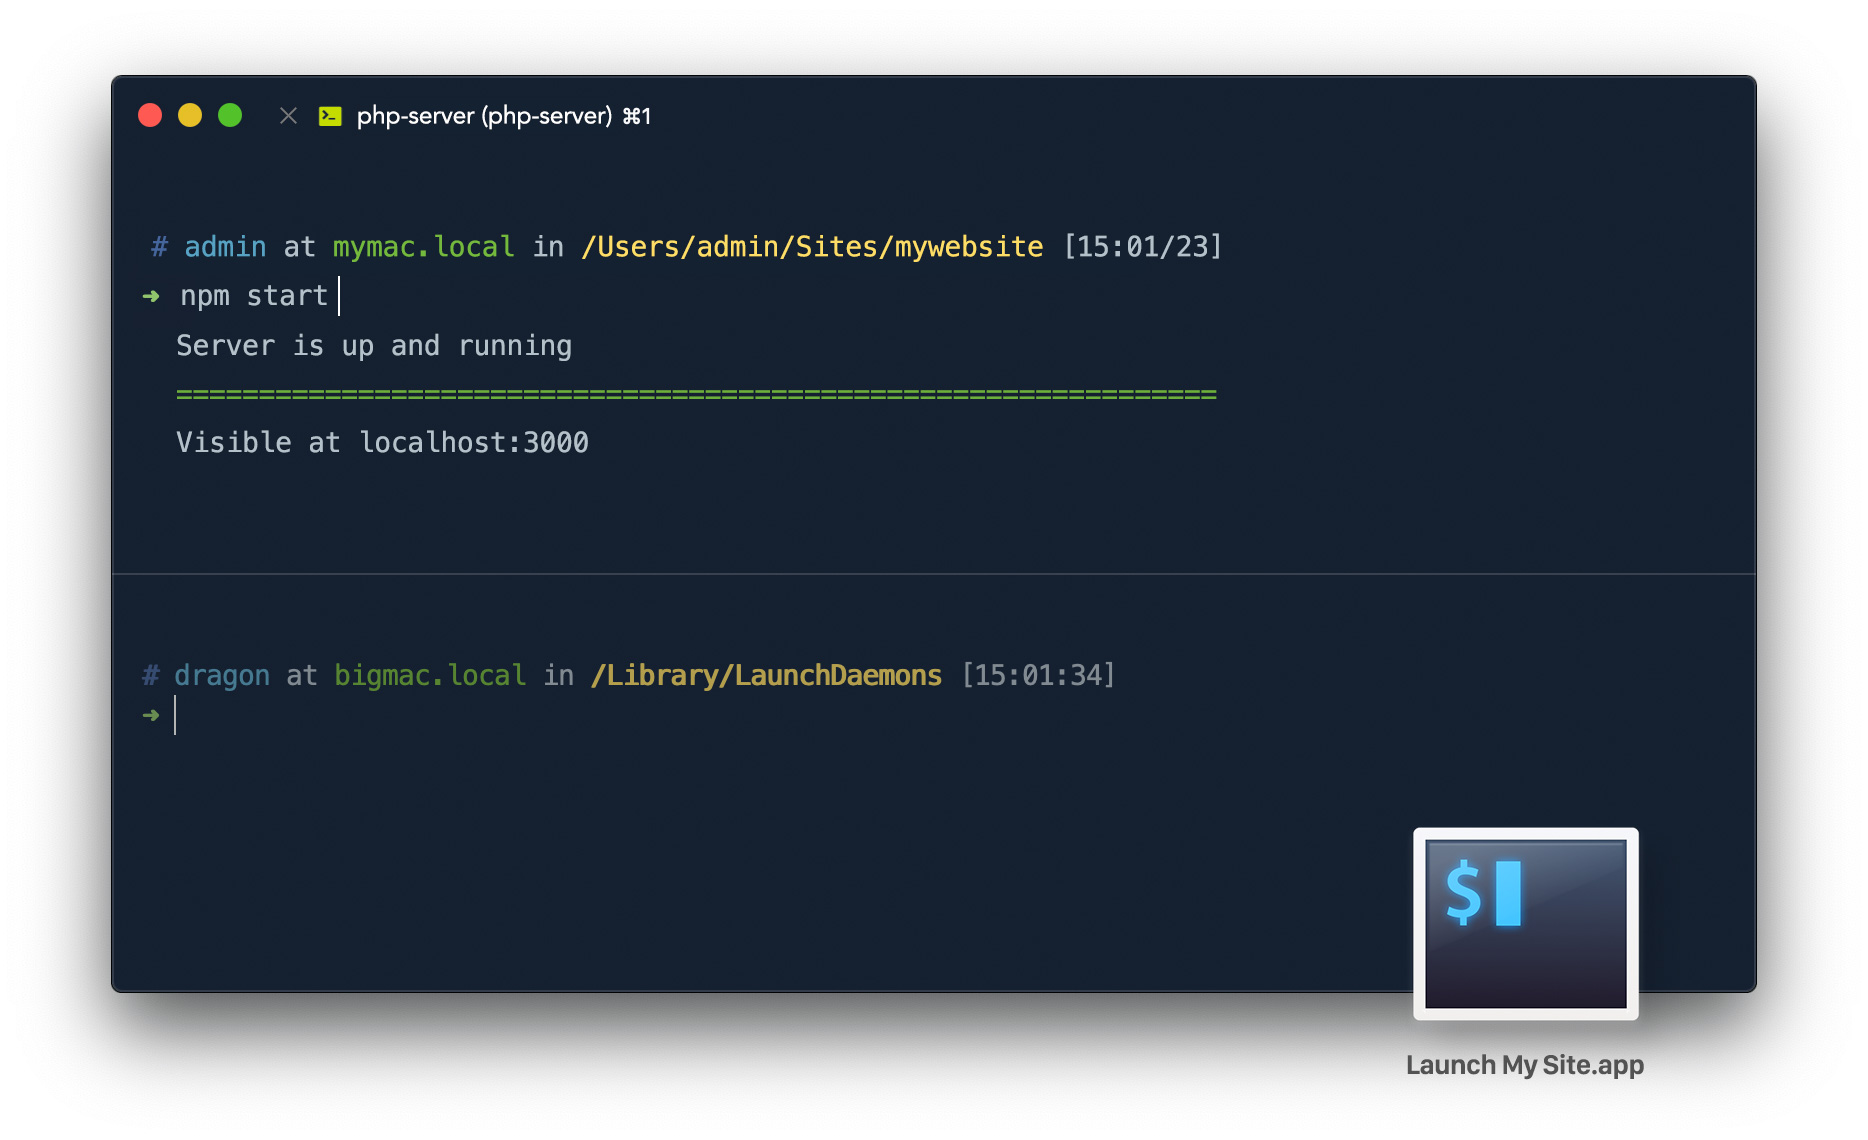 php-server (php-server) ⌘1
# admin at mymac.local in /Users/admin/Sites/mywebsite [15:01/23]
➜ npm start
Server is up and running
===============================================================
Visible at localhost:3000
# dragon at bigmac.local in /Library/LaunchDaemons [15:01:34]
➜
$
Launch My Site.app